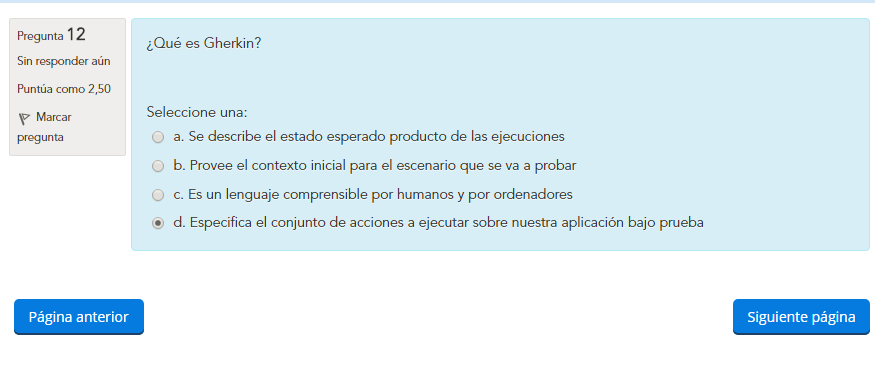 Pregunta 12
Sin responder aún
Puntúa como 2,50
Marcar
pregunta
¿Qué es Gherkin?
Seleccione una:
a. Se describe el estado esperado producto de las ejecuciones
b. Provee el contexto inicial para el escenario que se va a probar
c. Es un lenguaje comprensible por humanos y por ordenadores
d. Especifica el conjunto de acciones a ejecutar sobre nuestra aplicación bajo prueba
Página anterior
Siguiente página